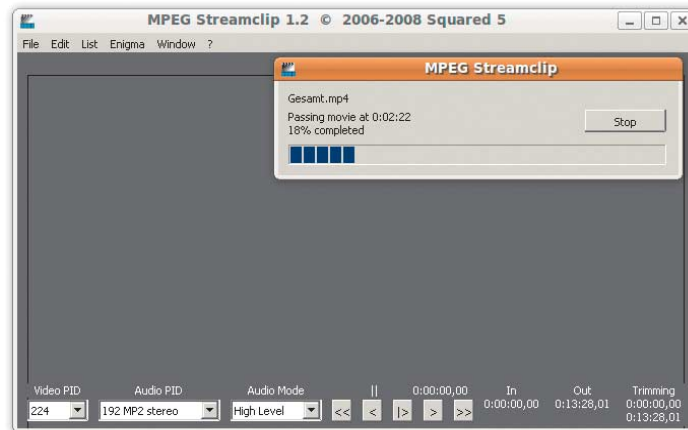 MPEG Streamclip 1.2 © 2006-2008 Squared 5
File Edit List Enigma Window ?
MPEG Streamclip
Gesamt.mp4
Passing movie at 0:02:22
18% completed
Stop
Video PID Audio PID Audio Mode || 0:00:00,00 In Out Trimming
224 192 MP2 stereo High Level << < |> > >> 0:00:00,00 0:13:28,01 0:00:00,00
0:13:28,01